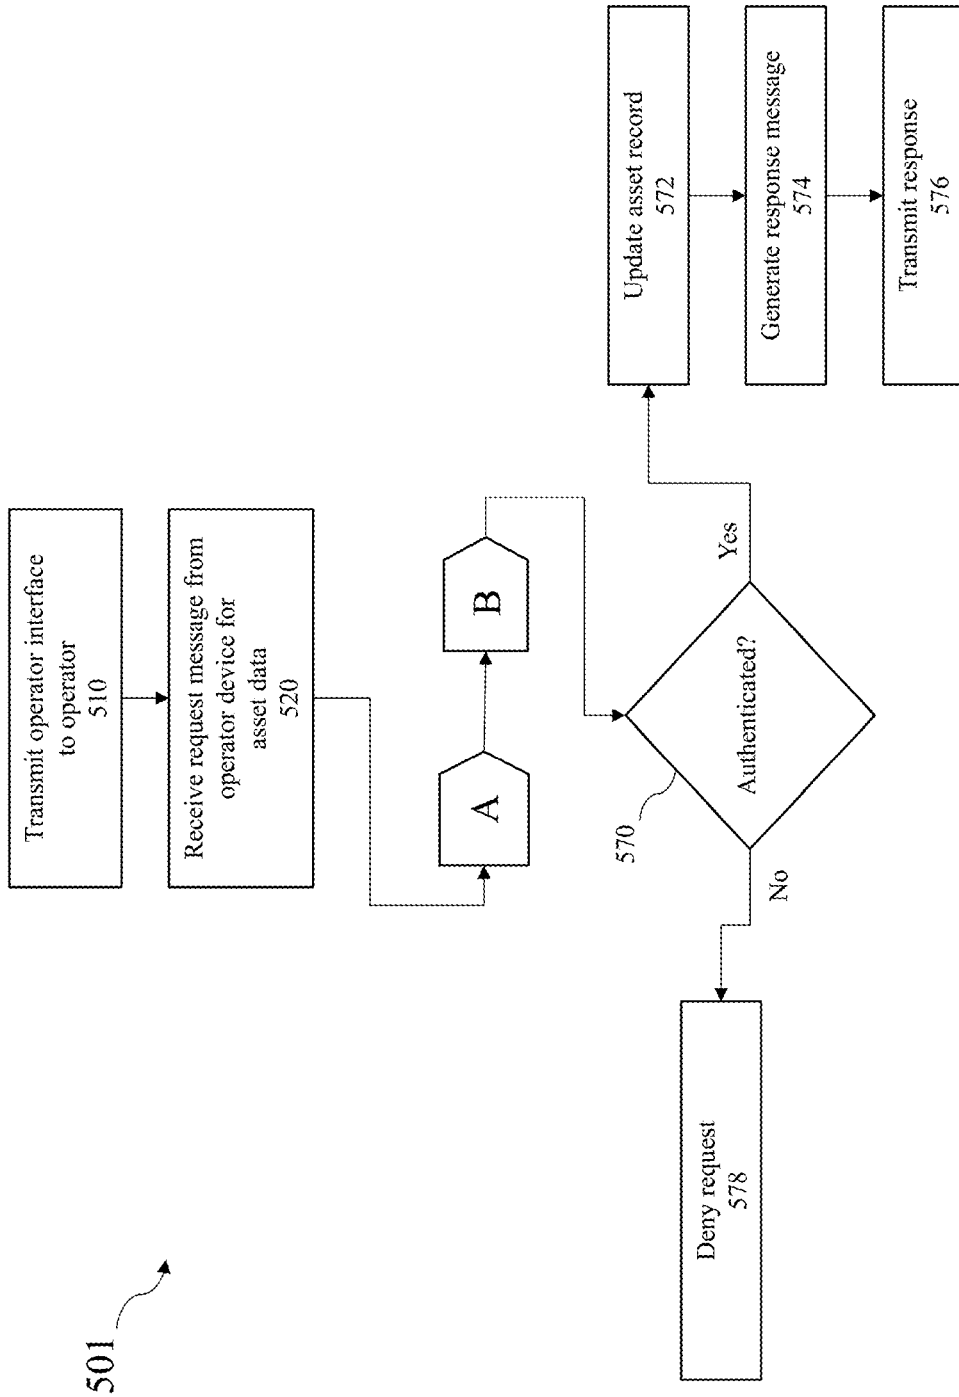 501
Transmit operator interface
to operator
510
Receive request message from
operator device for
asset data
520
A
B
570
Authenticated?
No
Yes
Deny request
578
Update asset record
572
Generate response message
574
Transmit response
576